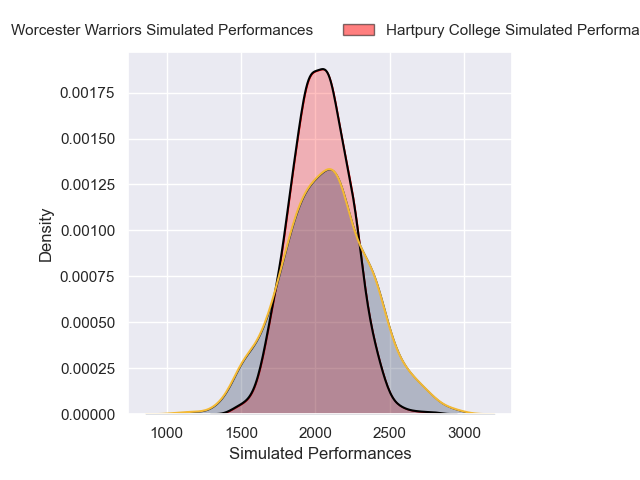 Worcester Warriors Simulated Performances
Hartpury College Simulated Performa
0.00175
0.00150
0.00125
0.00100
0.00075
0.00050
0.00025
0.00000
Density
1000 1500 2000 2500 3000
Simulated Performances